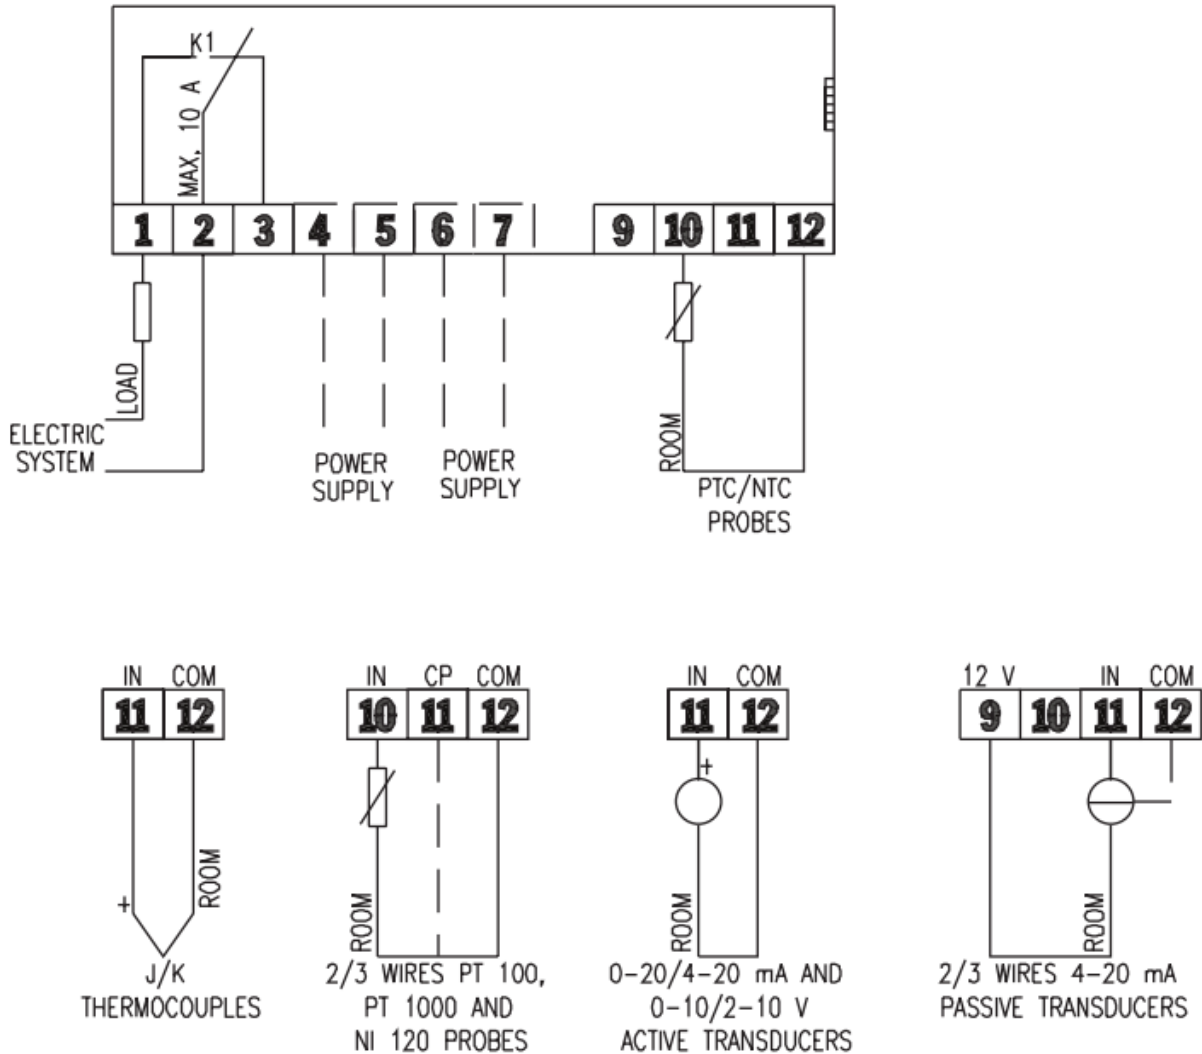 K1
MAX. 10 A
1 2 3 4 5 6 7 9 10 11 12
LOAD
ELECTRIC
SYSTEM
POWER
SUPPLY
POWER
SUPPLY
ROOM
PTC/NTC
PROBES
IN COM
11 12
+
ROOM
J/K
THERMOCOUPLES
IN CP COM
10 11 12
ROOM
2/3 WIRES PT 100,
PT 1000 AND
NI 120 PROBES
IN COM
11 12
+
ROOM
0-20/4-20 mA AND
0-10/2-10 V
ACTIVE TRANSDUCERS
12 V IN COM
9 10 11 12
ROOM
2/3 WIRES 4-20 mA
PASSIVE TRANSDUCERS